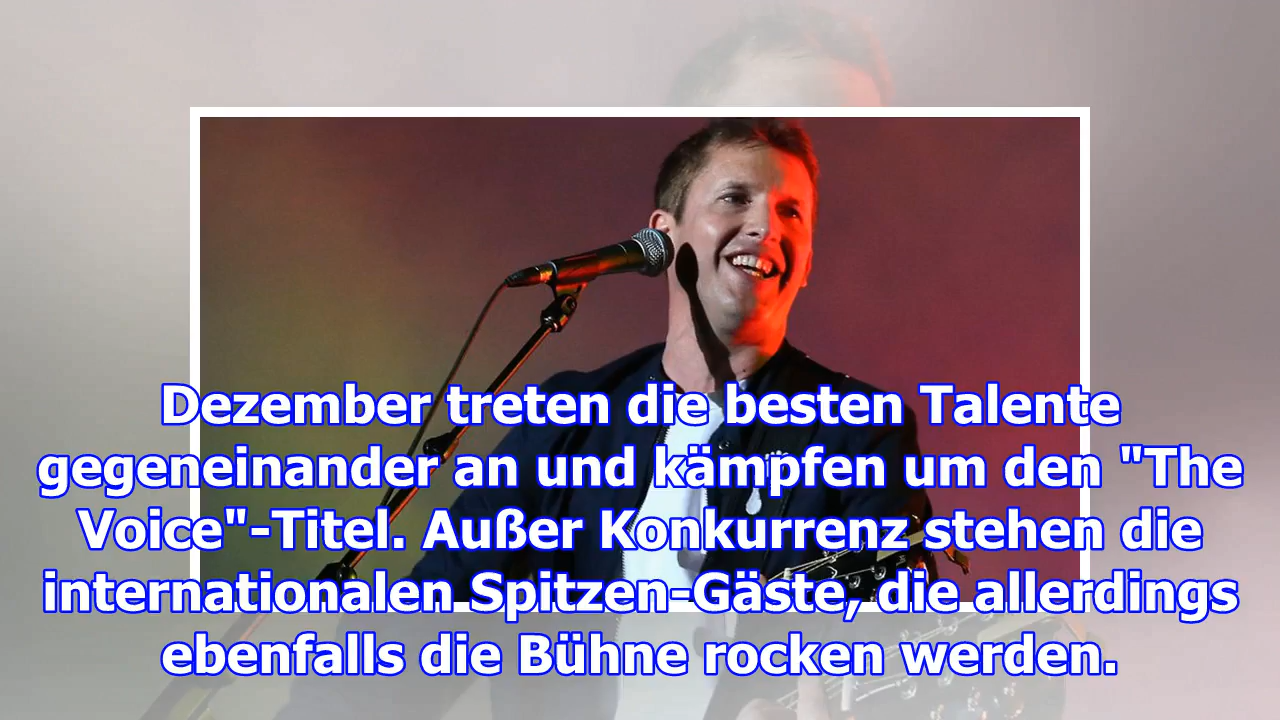 Dezember treten die besten Talente
gegeneinander an und kämpfen um den "The
Voice"-Titel. Außer Konkurrenz stehen die
internationalen Spitzen-Gäste, die allerdings
ebenfalls die Bühne rocken werden.